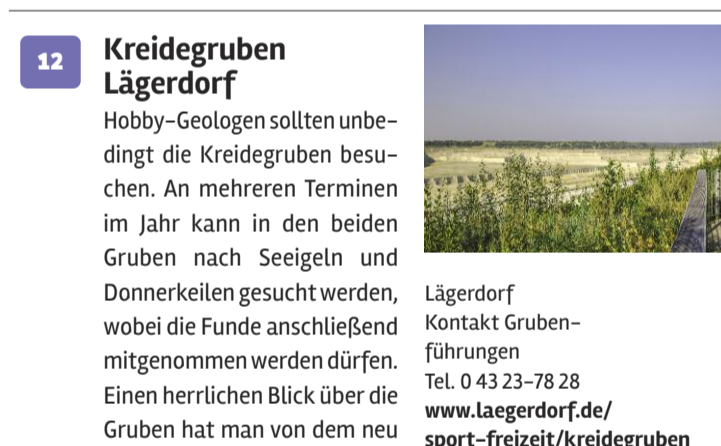 12
Kreidegruben
Lägerdorf
Hobby-Geologen sollten unbe-
dingt die Kreidegruben besu-
chen. An mehreren Terminen
im Jahr kann in den beiden
Gruben nach Seeigeln und
Donnerkeilen gesucht werden,
wobei die Funde anschließend
mitgenommen werden dürfen.
Einen herrlichen Blick über die
Gruben hat man von dem neu
Lägerdorf
Kontakt Gruben-
führungen
Tel. 0 43 23-78 28
www.laegerdorf.de/
sport-freizeit/kreidegruben